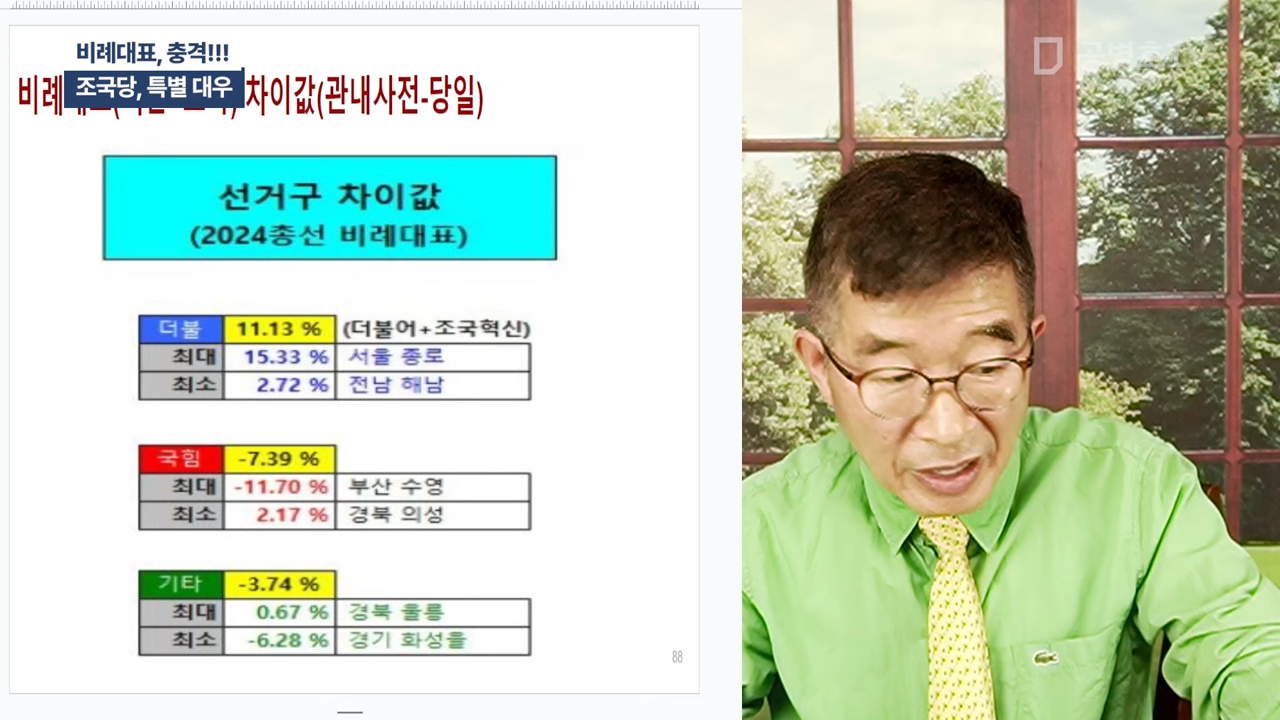 비례대표, 충격!!!
조국당, 특별 대우
비례 차이값(관내사전-당일)
선거구 차이값
(2024총선 비례대표)
더불 11.13 % (더불어+조국혁신)
최대 15.33 % 서울 종로
최소 2.72 % 전남 해남
국힘 -7.39 %
최대 -11.70 % 부산 수영
최소 2.17 % 경북 의성
기타 -3.74 %
최대 0.67 % 경북 울릉
최소 -6.28 % 경기 화성을
88